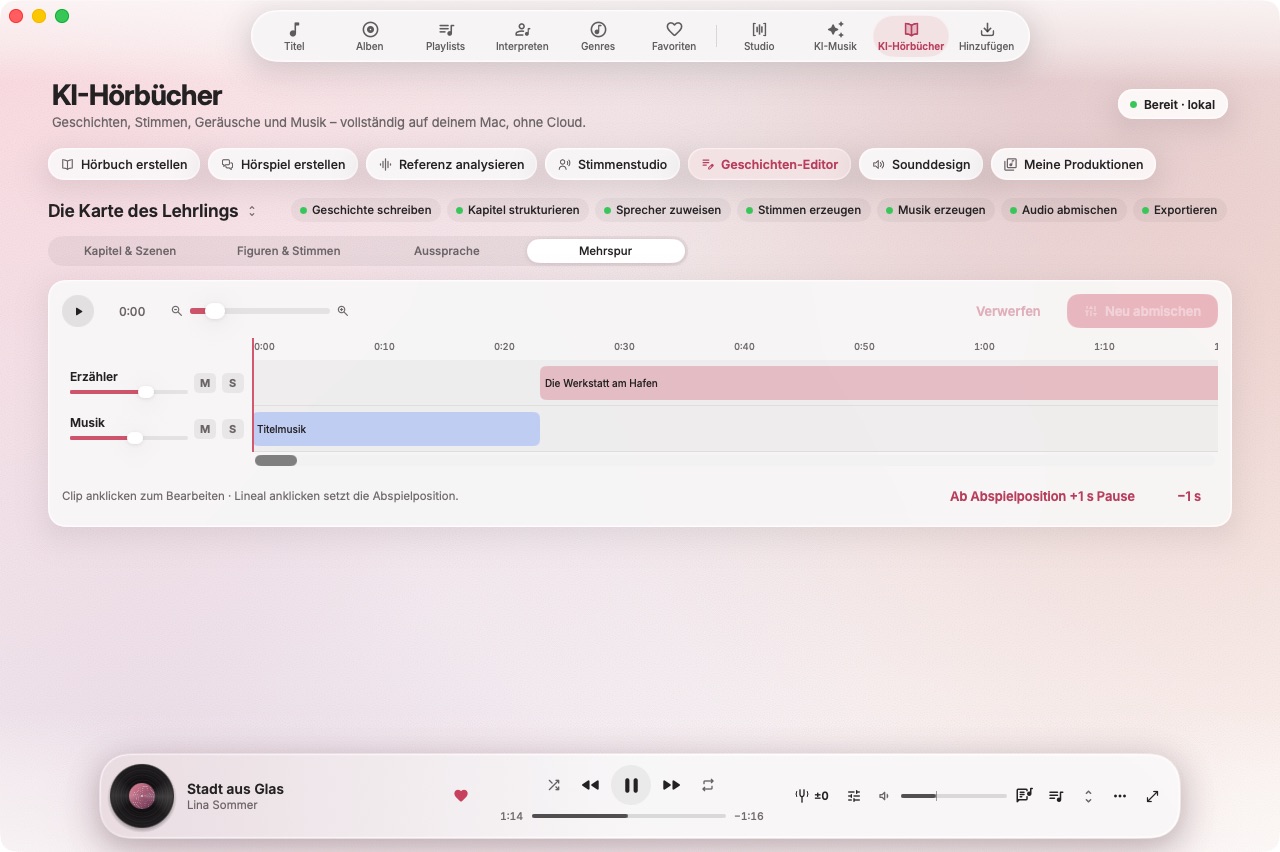 Titel
Alben
Playlists
Interpreten
Genres
Favoriten
Studio
KI-Musik
KI-Hörbücher
Hinzufügen
KI-Hörbücher
Geschichten, Stimmen, Geräusche und Musik – vollständig auf deinem Mac, ohne Cloud.
Bereit · lokal
Hörbuch erstellen
Hörspiel erstellen
Referenz analysieren
Stimmenstudio
Geschichten-Editor
Sounddesign
Meine Produktionen
Die Karte des Lehrlings
Geschichte schreiben
Kapitel strukturieren
Sprecher zuweisen
Stimmen erzeugen
Musik erzeugen
Audio abmischen
Exportieren
Kapitel & Szenen
Figuren & Stimmen
Aussprache
Mehrspur
0:00
Verwerfen
Neu abmischen
0:00
0:10
0:20
0:30
0:40
0:50
1:00
1:10
Erzähler
M
S
Die Werkstatt am Hafen
Musik
M
S
Titelmusik
Clip anklicken zum Bearbeiten · Lineal anklicken setzt die Abspielposition.
Ab Abspielposition +1 s Pause
−1 s
Stadt aus Glas
Lina Sommer
1:14
−1:16
±0